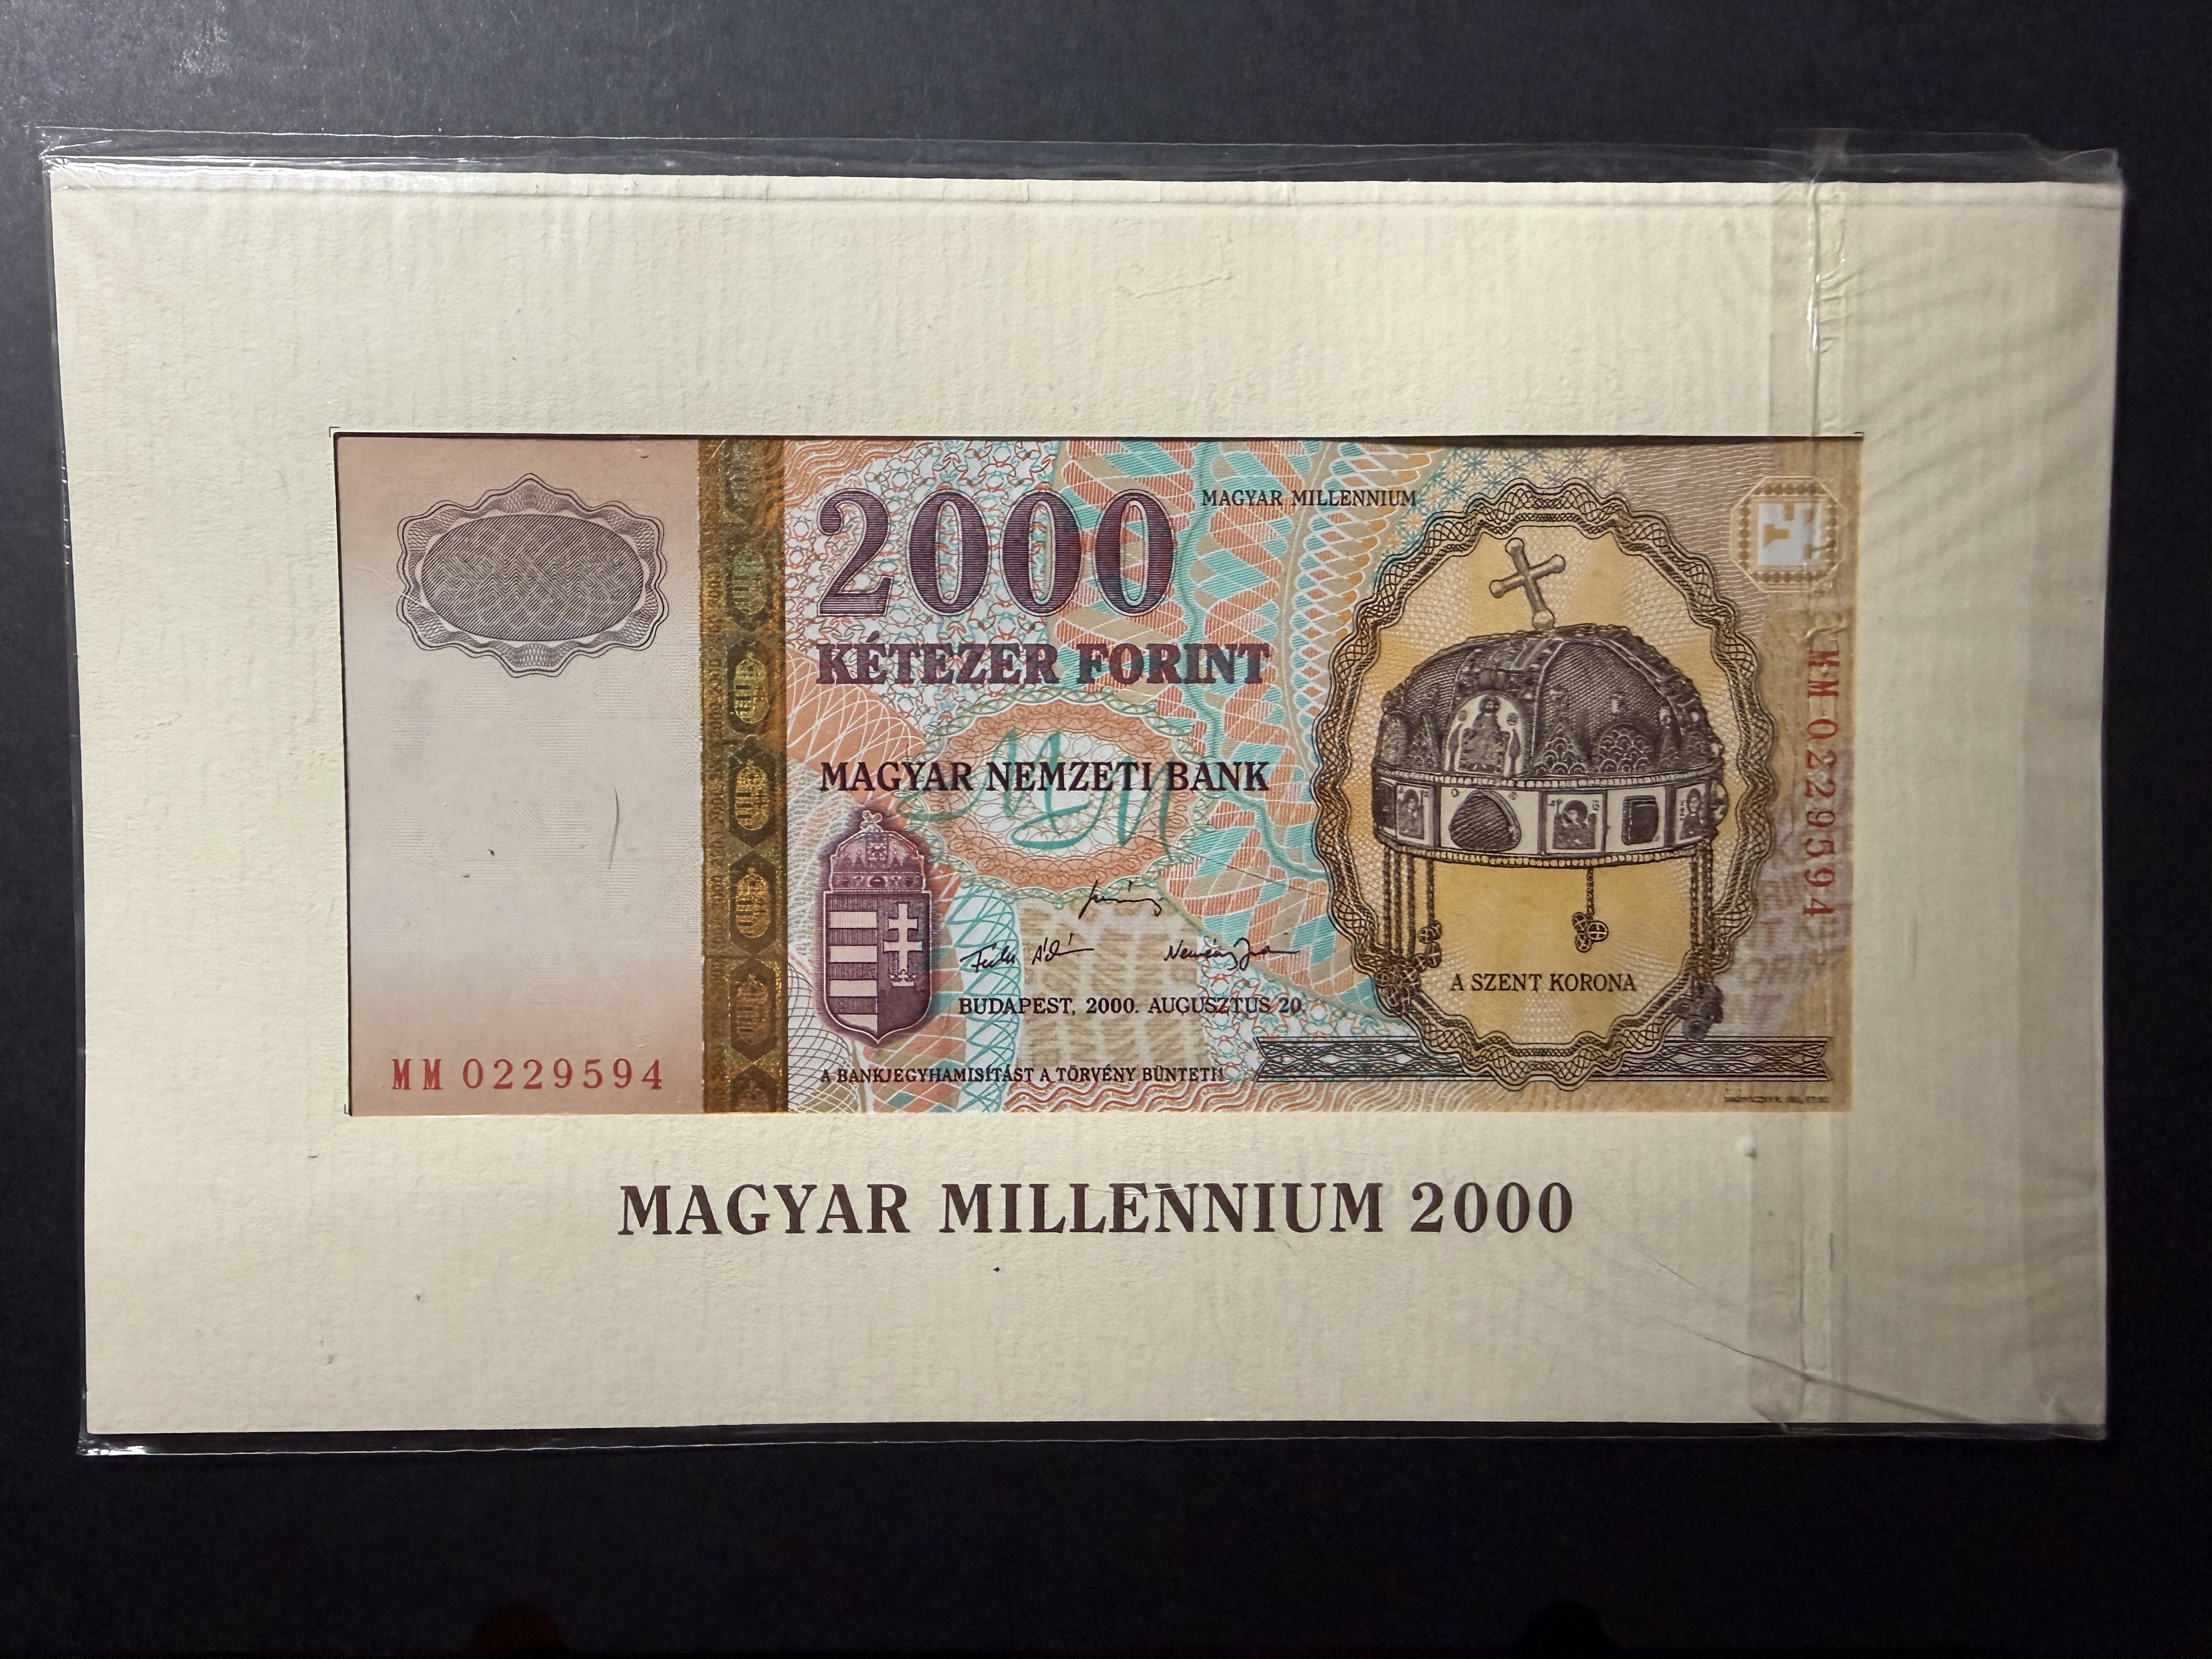 2000
MAGYAR MILLENNIUM
KÉTEZER FORINT
MM
MAGYAR NEMZETI BANK
MM 0229594
BUDAPEST, 2000. AUGUSZTUS 20.
A SZENT KORONA
MM 0229594
A BANKJEGYHAMISÍTÁST A TÖRVÉNY BÜNTETI!
MAGYAR MILLENNIUM 2000